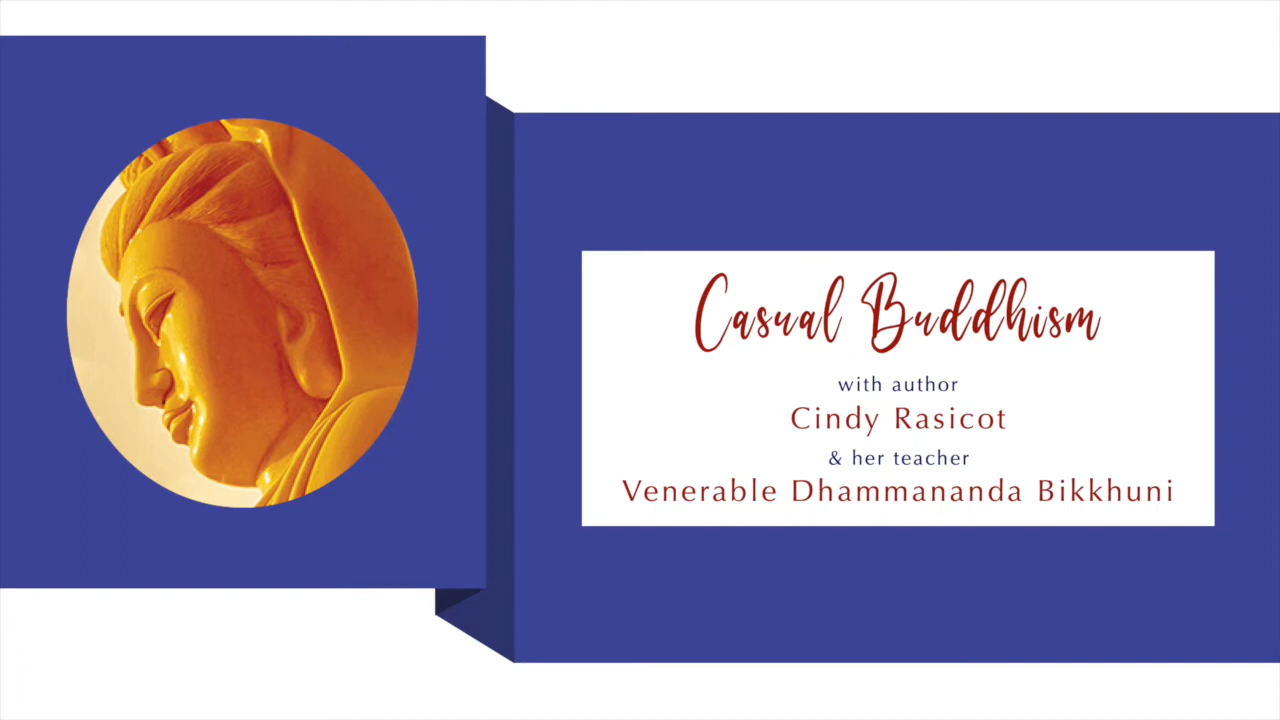 Casual Buddhism
with author
Cindy Rasicot
& her teacher
Venerable Dhammananda Bikkhuni